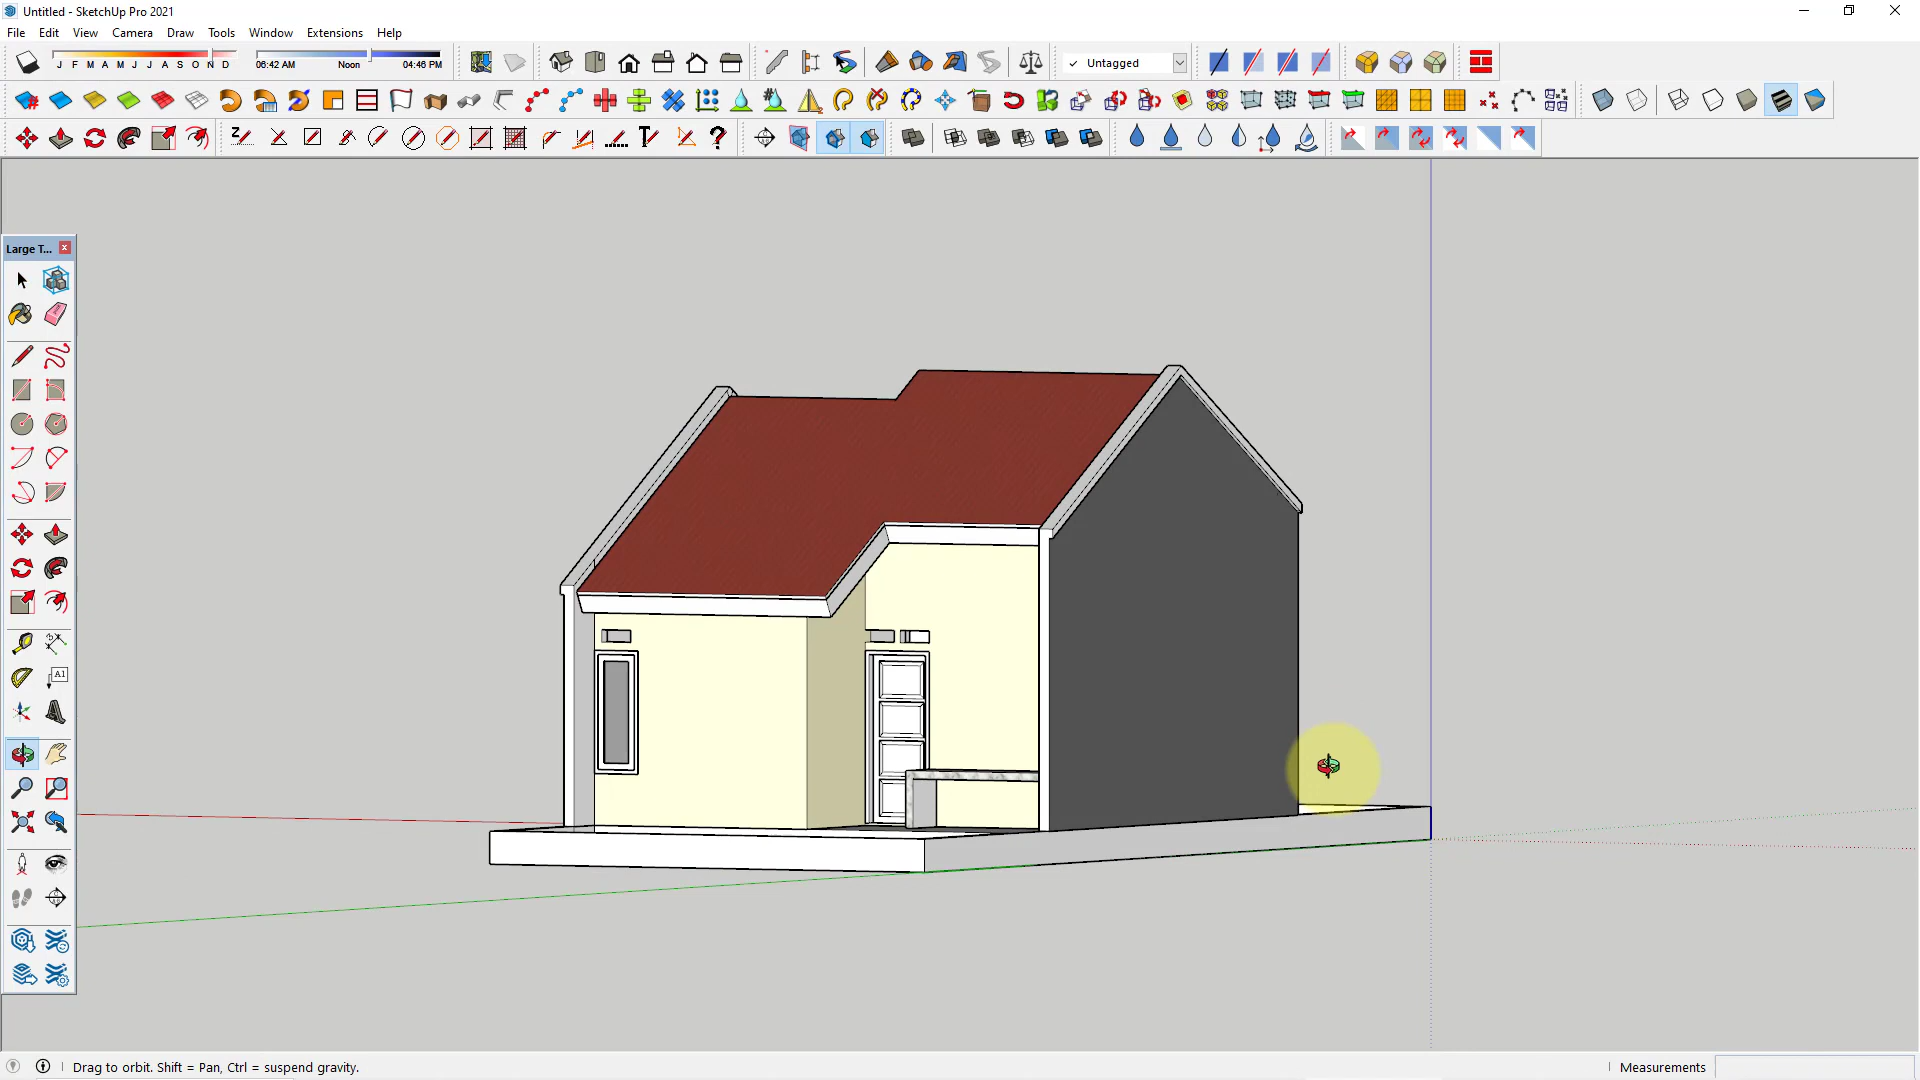 Untitled - SketchUp Pro 2021
File Edit View Camera Draw Tools Window Extensions Help
J F M A M J J A S O N D 06:42 AM Noon 04:46 PM
✓ Untagged
Large T...
A1
Drag to orbit. Shift = Pan, Ctrl = suspend gravity.
Measurements